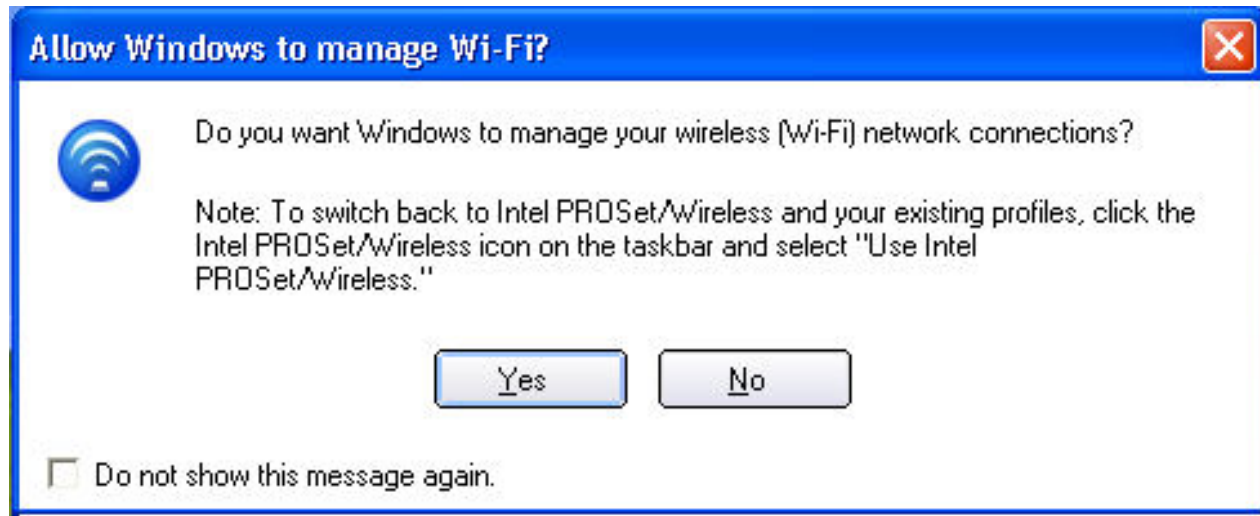 Allow Windows to manage Wi-Fi?
Do you want Windows to manage your wireless (Wi-Fi) network connections?
Note: To switch back to Intel PROSet/Wireless and your existing profiles, click the
Intel PROSet/Wireless icon on the taskbar and select "Use Intel
PROSet/Wireless."
Yes
No
Do not show this message again.